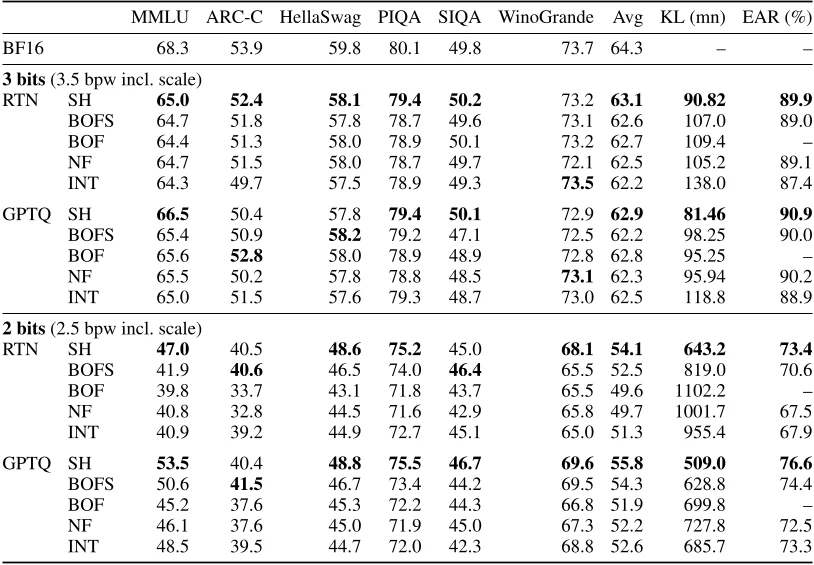 MMLU ARC-C HellaSwag PIQA SIQA WinoGrande Avg KL (mn) EAR (%)
BF16 68.3 53.9 59.8 80.1 49.8 73.7 64.3 – –
3 bits (3.5 bpw incl. scale)
RTN SH 65.0 52.4 58.1 79.4 50.2 73.2 63.1 90.82 89.9
BOFS 64.7 51.8 57.8 78.7 49.6 73.1 62.6 107.0 89.0
BOF 64.4 51.3 58.0 78.9 50.1 73.2 62.7 109.4 –
NF 64.7 51.5 58.0 78.7 49.7 72.1 62.5 105.2 89.1
INT 64.3 49.7 57.5 78.9 49.3 73.5 62.2 138.0 87.4
GPTQ SH 66.5 50.4 57.8 79.4 50.1 72.9 62.9 81.46 90.9
BOFS 65.4 50.9 58.2 79.2 47.1 72.5 62.2 98.25 90.0
BOF 65.6 52.8 58.0 78.9 48.9 72.8 62.8 95.25 –
NF 65.5 50.2 57.8 78.8 48.5 73.1 62.3 95.94 90.2
INT 65.0 51.5 57.6 79.3 48.7 73.0 62.5 118.8 88.9
2 bits (2.5 bpw incl. scale)
RTN SH 47.0 40.5 48.6 75.2 45.0 68.1 54.1 643.2 73.4
BOFS 41.9 40.6 46.5 74.0 46.4 65.5 52.5 819.0 70.6
BOF 39.8 33.7 43.1 71.8 43.7 65.5 49.6 1102.2 –
NF 40.8 32.8 44.5 71.6 42.9 65.8 49.7 1001.7 67.5
INT 40.9 39.2 44.9 72.7 45.1 65.0 51.3 955.4 67.9
GPTQ SH 53.5 40.4 48.8 75.5 46.7 69.6 55.8 509.0 76.6
BOFS 50.6 41.5 46.7 73.4 44.2 69.5 54.3 628.8 74.4
BOF 45.2 37.6 45.3 72.2 44.3 66.8 51.9 699.8 –
NF 46.1 37.6 45.0 71.9 45.0 67.3 52.2 727.8 72.5
INT 48.5 39.5 44.7 72.0 42.3 68.8 52.6 685.7 73.3